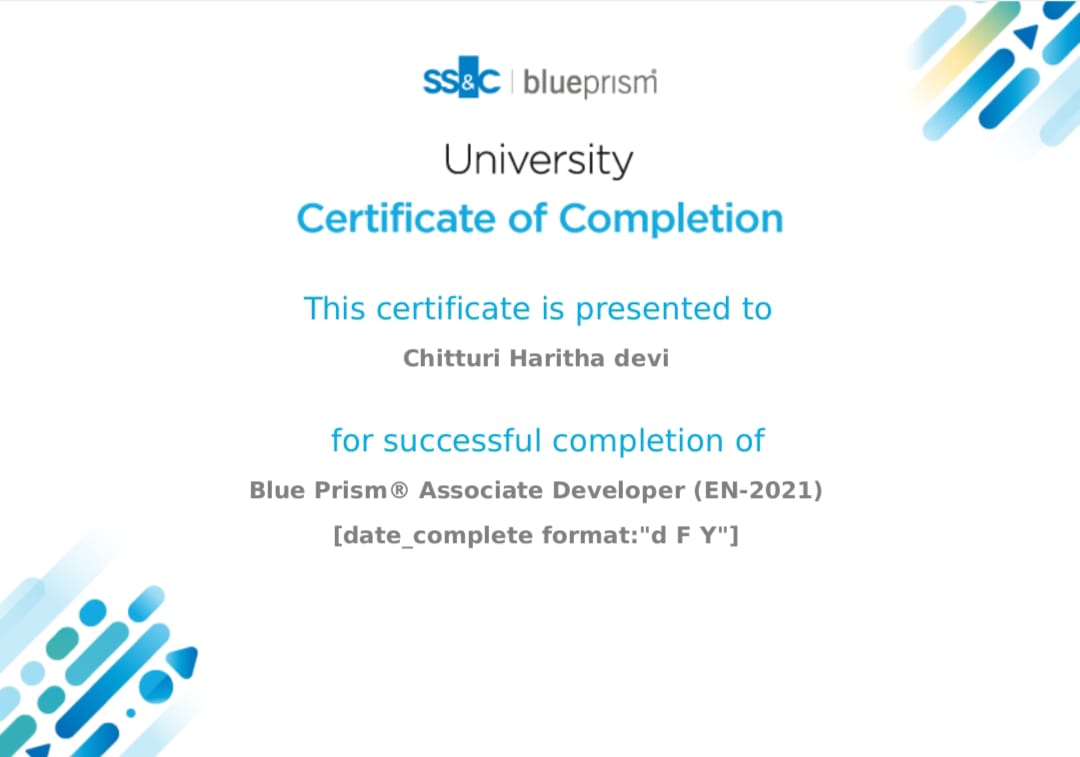 SS&C | blueprism
University
Certificate of Completion
This certificate is presented to
Chitturi Haritha devi
for successful completion of
Blue Prism® Associate Developer (EN-2021)
[date_complete format:"d F Y"]